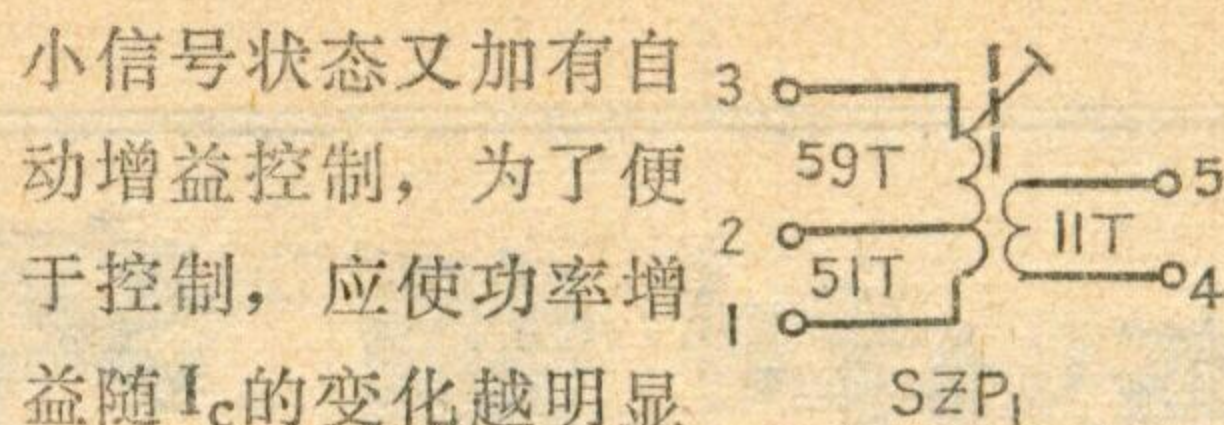 小信号状态又加有自
动增益控制，为了便
于控制，应使功率增
益随Ic的变化越明显
3
59T
2
51T
1
5
11T
4
SZP1